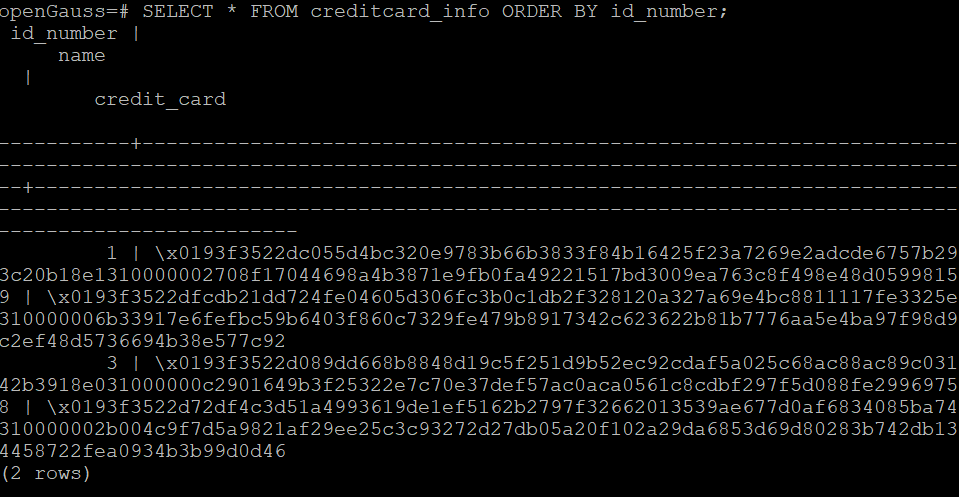 openGauss=# SELECT * FROM creditcard_info ORDER BY id_number;
id_number |
name
|
credit_card
-----------+-------------------------------------------------------------------
-------------------------------------------------------------------------------
--+----------------------------------------------------------------------------
-------------------------------------------------------------------------------
------------------------
1 | \x0193f3522dc055d4bc320e9783b66b3833f84b16425f23a7269e2adcde6757b29
3c20b18e1310000002708f17044698a4b3871e9fb0fa49221517bd3009ea763c8f498e48d0599815
9 | \x0193f3522dfcdb21dd724fe04605d306fc3b0c1db2f328120a327a69e4bc8811117fe3325e
310000006b33917e6fefbc59b6403f860c7329fe479b8917342c623622b81b7776aa5e4ba97f98d9
c2ef48d5736694b38e577c92
3 | \x0193f3522d089dd668b8848d19c5f251d9b52ec92cdaf5a025c68ac88ac89c031
42b3918e031000000c2901649b3f25322e7c70e37def57ac0aca0561c8cdbf297f5d088fe2996975
8 | \x0193f3522d72df4c3d51a4993619de1ef5162b2797f32662013539ae677d0af6834085ba74
310000002b004c9f7d5a9821af29ee25c3c93272d27db05a20f102a29da6853d69d80283b742db13
4458722fea0934b3b99d0d46
(2 rows)